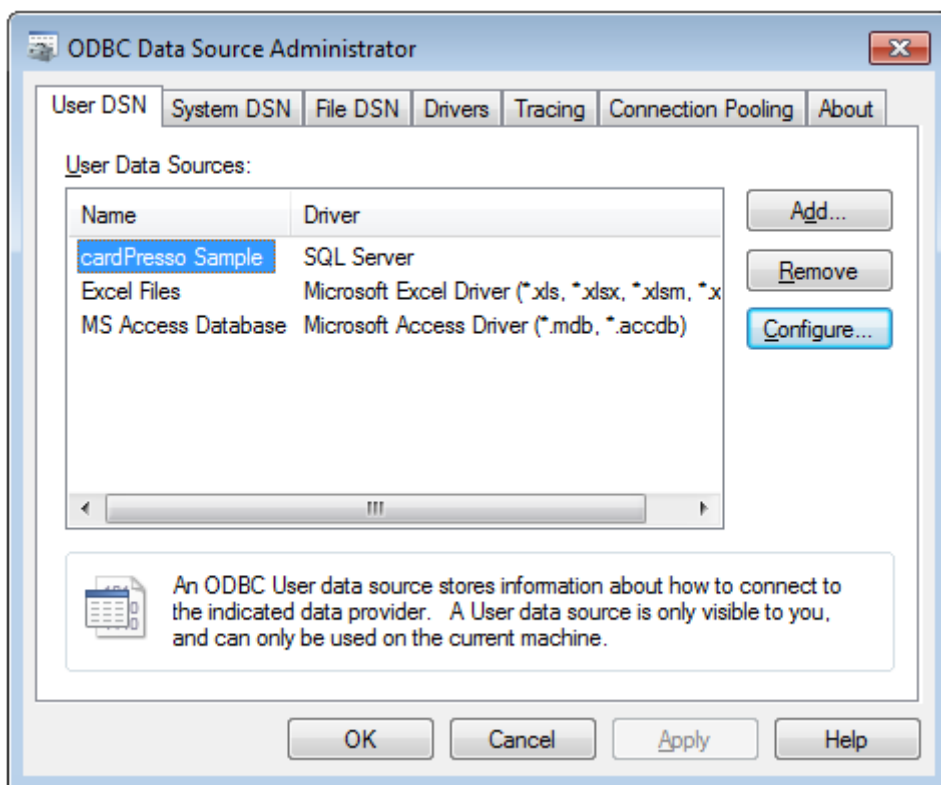 ODBC Data Source Administrator
User DSN System DSN File DSN Drivers Tracing Connection Pooling About
User Data Sources:
Name Driver
cardPresso Sample SQL Server
Excel Files Microsoft Excel Driver (*.xls, *.xlsx, *.xlsm, *.x
MS Access Database Microsoft Access Driver (*.mdb, *.accdb)
Add...
Remove
Configure...
An ODBC User data source stores information about how to connect to
the indicated data provider. A User data source is only visible to you,
and can only be used on the current machine.
OK Cancel Apply Help